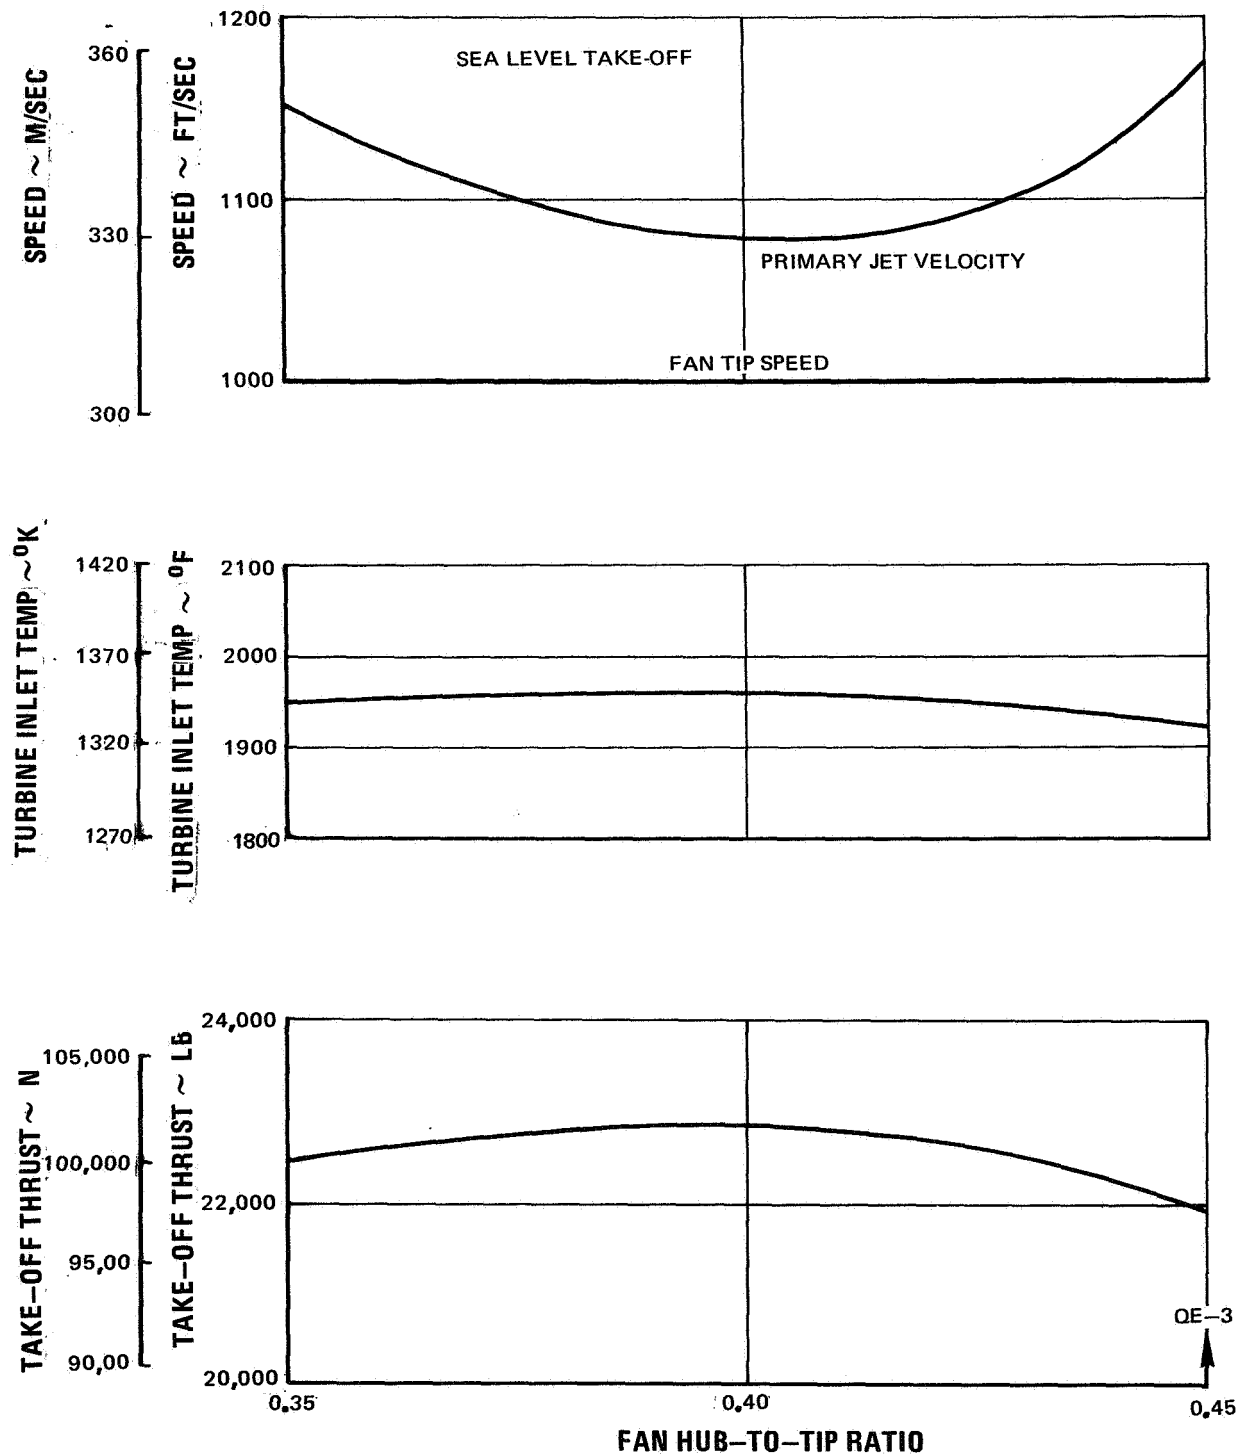 SPEED ~ M/SEC
360
330
300
SPEED ~ FT/SEC
1200
1100
1000
SEA LEVEL TAKE-OFF
PRIMARY JET VELOCITY
FAN TIP SPEED
TURBINE INLET TEMP ~ ⁰K
1420
1370
1320
1270
TURBINE INLET TEMP ~ ⁰F
2100
2000
1900
1800
TAKE–OFF THRUST ~ N
105,000
100,000
95,00
90,00
TAKE–OFF THRUST ~ LB
24,000
22,000
20,000
QE–3
0.35
0.40
0.45
FAN HUB–TO–TIP RATIO